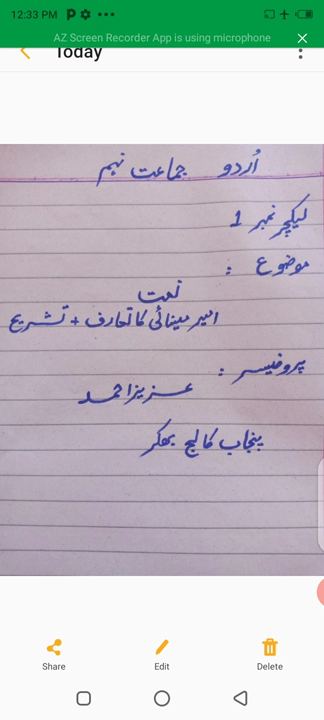 12:33 PM
AZ Screen Recorder App is using microphone
Today
اُردو جماعت نہم
لیکچر نمبر 1
موضوع :
نعت
امیر مینائی کا تعارف + تشریح
پروفیسر :
عزیز احمد
پنجاب کالج بھکر
Share
Edit
Delete